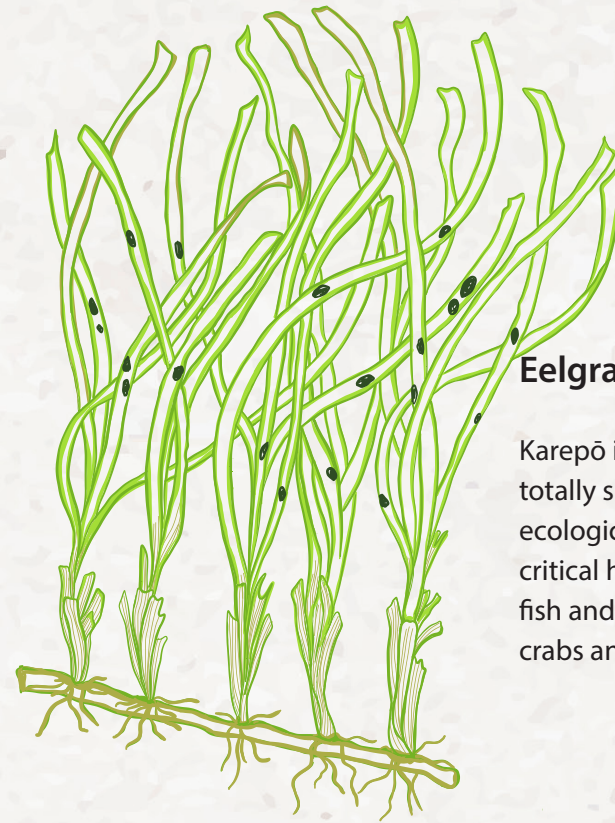 Eelgra
Karepō i
totally s
ecologic
critical h
fish and
crabs an